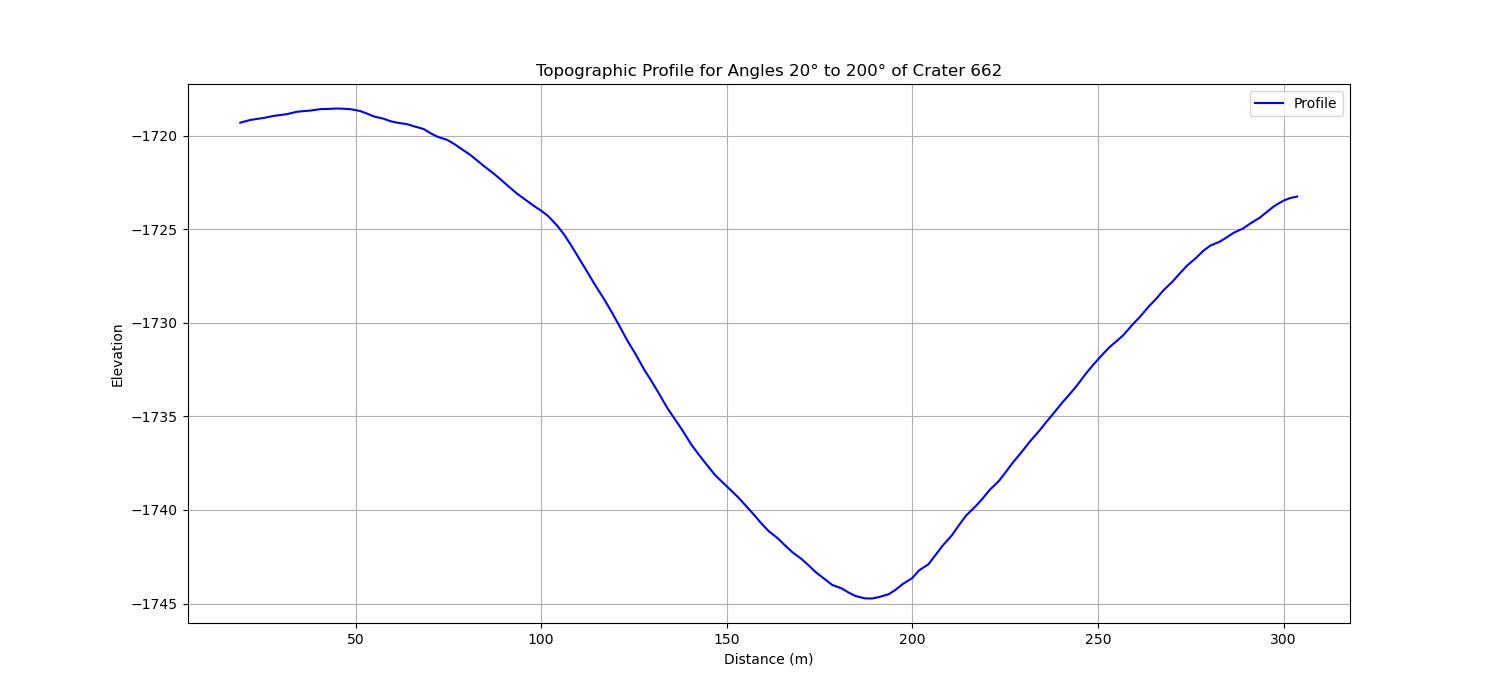 Topographic Profile for Angles 20° to 200° of Crater 662
Profile
−1720
−1725
−1730
−1735
−1740
−1745
Elevation
50 100 150 200 250 300
Distance (m)